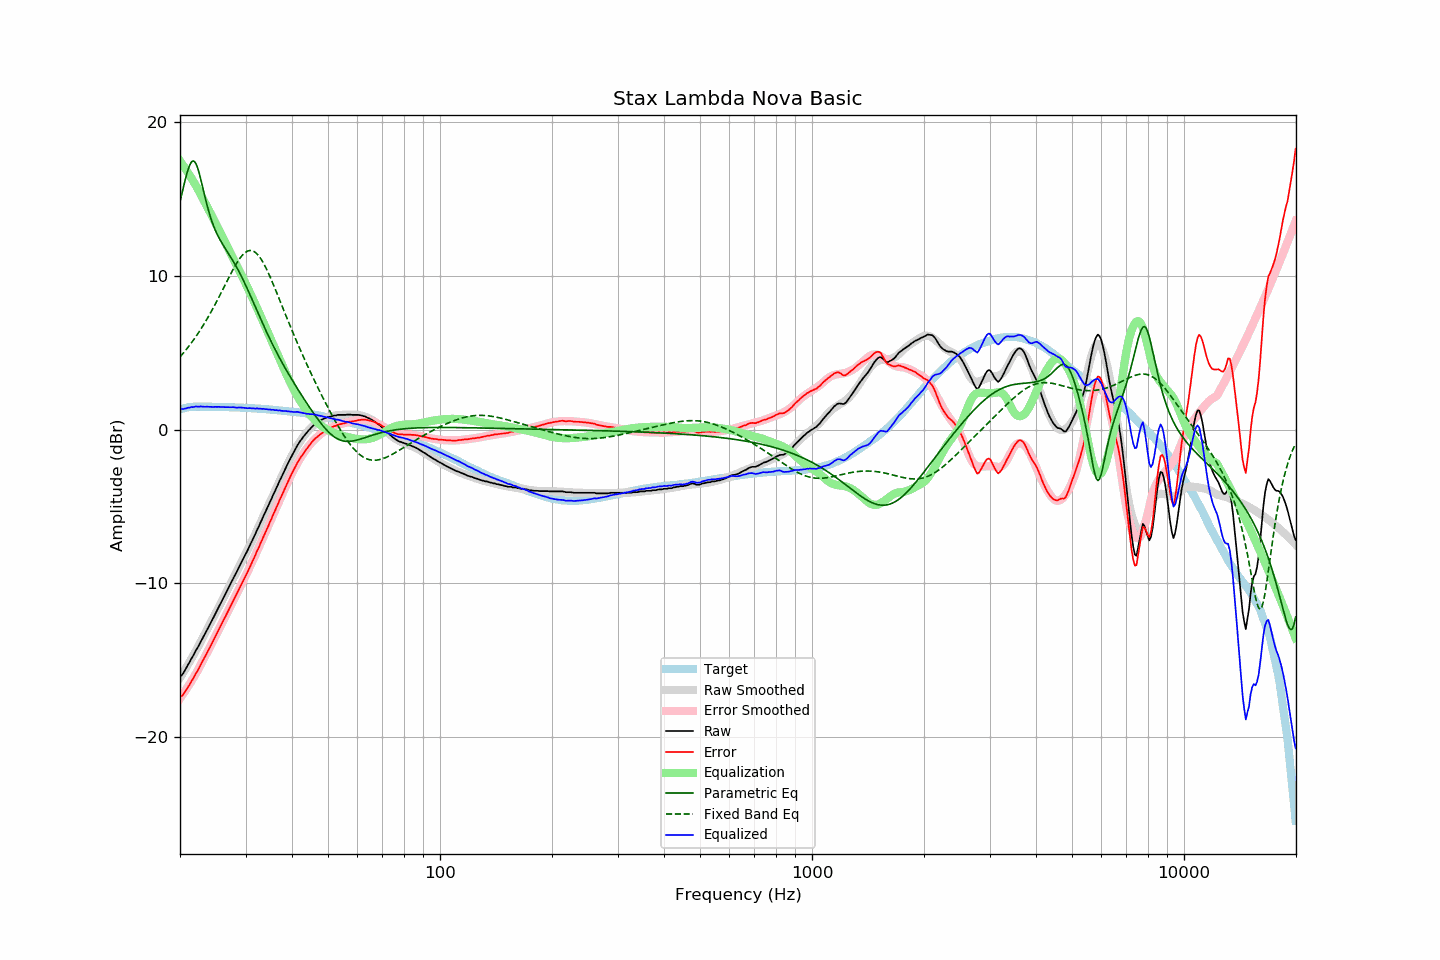 Stax Lambda Nova Basic
20
10
0
−10
−20
Amplitude (dBr)
100
1000
10000
Frequency (Hz)
Target
Raw Smoothed
Error Smoothed
Raw
Error
Equalization
Parametric Eq
Fixed Band Eq
Equalized